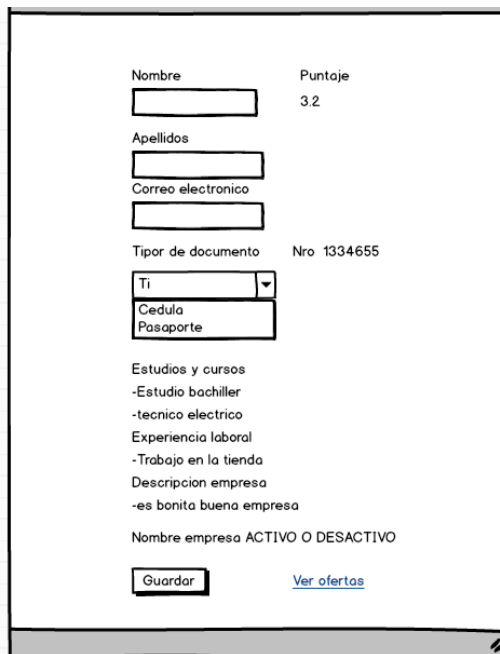 Nombre Puntaje
3.2
Apellidos
Correo electronico
Tipor de documento Nro 1334655
Ti
Cedula
Pasaporte
Estudios y cursos
-Estudio bachiller
-tecnico electrico
Experiencia laboral
-Trabajo en la tienda
Descripcion empresa
-es bonita buena empresa
Nombre empresa ACTIVO O DESACTIVO
Guardar Ver ofertas